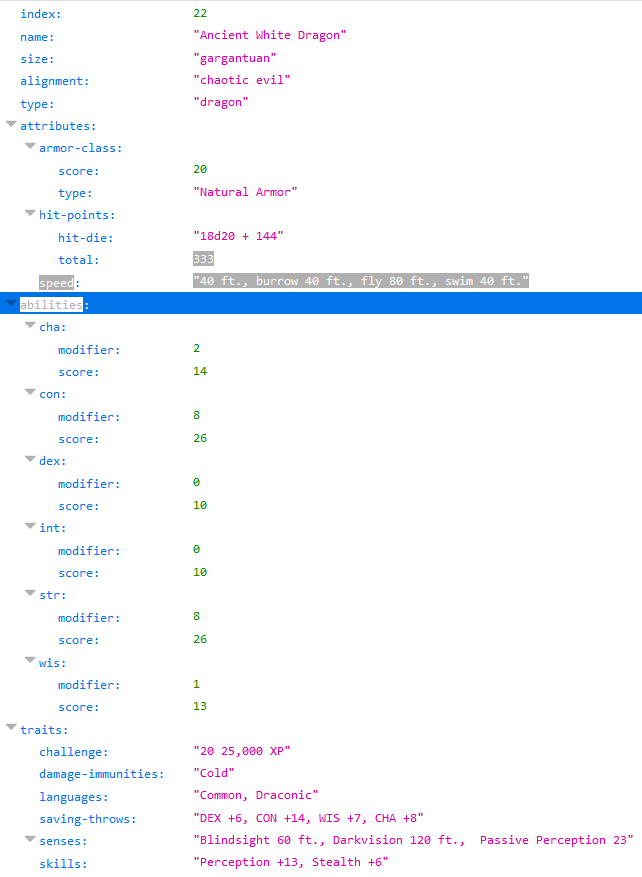 index: 22
name: "Ancient White Dragon"
size: "gargantuan"
alignment: "chaotic evil"
type: "dragon"
attributes:
armor-class:
score: 20
type: "Natural Armor"
hit-points:
hit-die: "18d20 + 144"
total: 333
speed: "40 ft., burrow 40 ft., fly 80 ft., swim 40 ft."
abilities:
cha:
modifier: 2
score: 14
con:
modifier: 8
score: 26
dex:
modifier: 0
score: 10
int:
modifier: 0
score: 10
str:
modifier: 8
score: 26
wis:
modifier: 1
score: 13
traits:
challenge: "20 25,000 XP"
damage-immunities: "Cold"
languages: "Common, Draconic"
saving-throws: "DEX +6, CON +14, WIS +7, CHA +8"
senses: "Blindsight 60 ft., Darkvision 120 ft.,  Passive Perception 23"
skills: "Perception +13, Stealth +6"